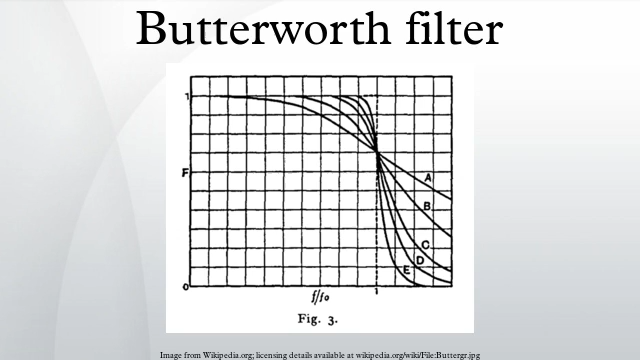 Butterworth filter
1
F
A
B
C
D
E
0
f/fo
1
Fig. 3.
Image from Wikipedia.org; licensing details available at wikipedia.org/wiki/File:Buttergr.jpg